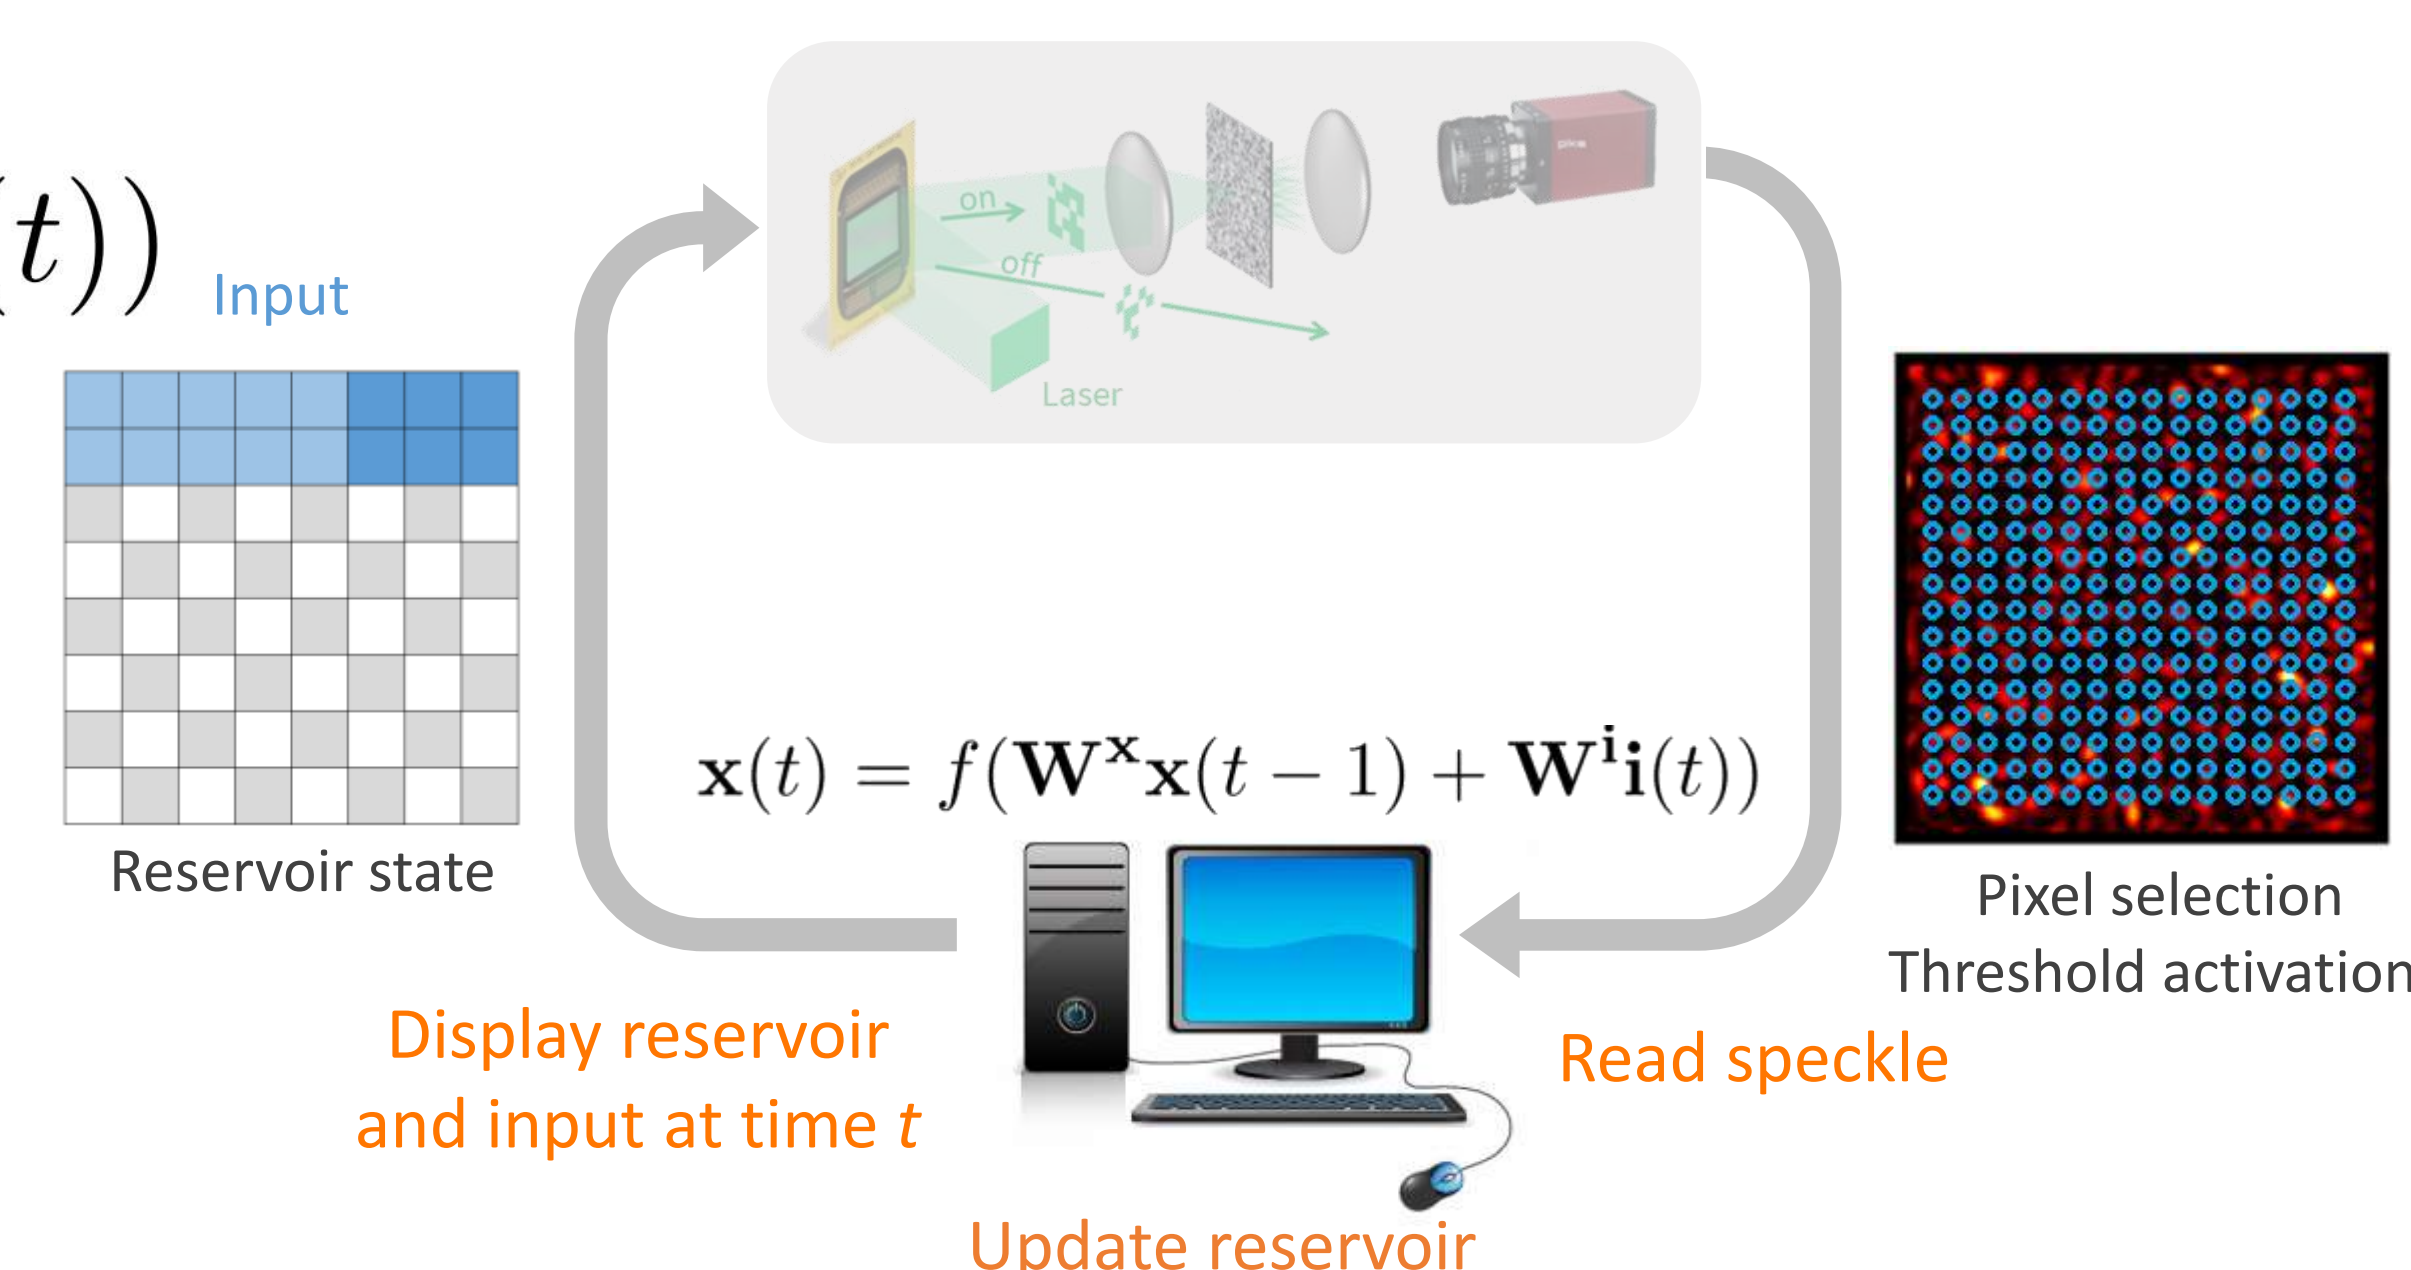 t))
Input
on
off
Laser
pike
x(t) = f(Wˣx(t − 1) + Wⁱi(t))
Reservoir state
Pixel selection
Threshold activation
Display reservoir
and input at time t
Read speckle
Update reservoir